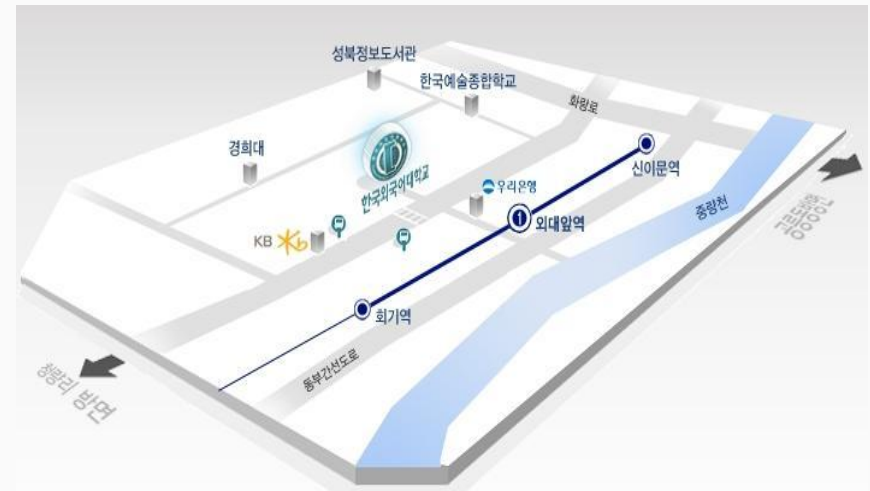 성북정보도서관
한국예술종합학교
화랑로
경희대
한국외국어대학교
신이문역
우리은행
중랑천
KB
1
외대앞역
회기역
동부간선도로
청량리 방면